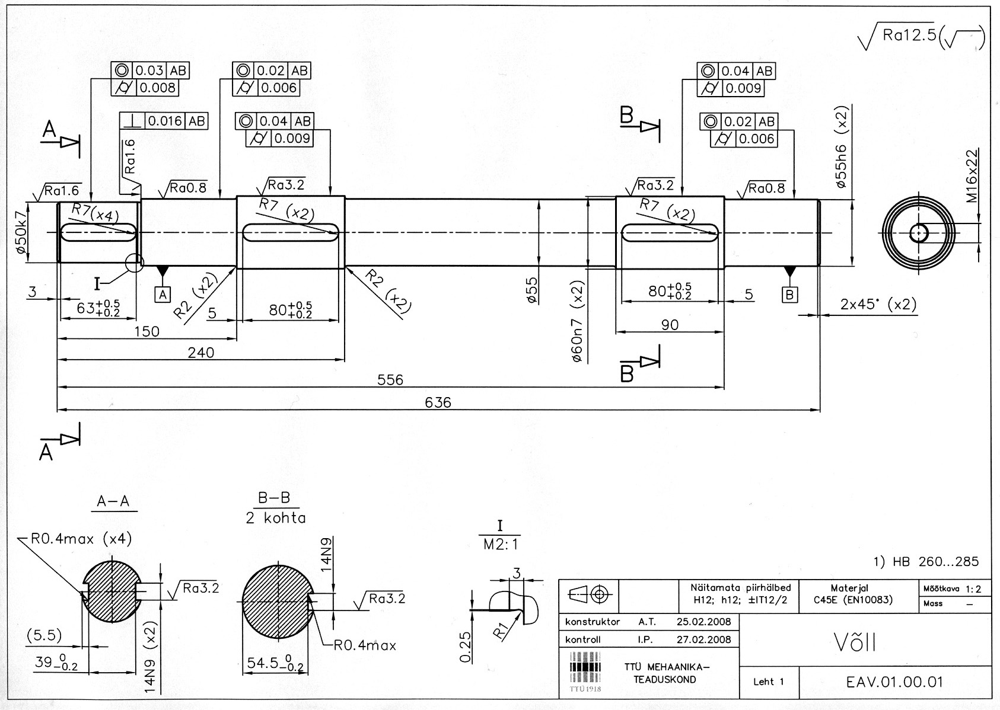 Ra12.5
0.03 AB
0.008
0.02 AB
0.006
0.04 AB
0.009
0.016 AB
0.04 AB
0.009
0.02 AB
0.006
A
B
Ra1.6
Ra1.6
Ra0.8
Ra3.2
Ra3.2
Ra0.8
ø55h6 (x2)
M16x22
R7(x4)
R7 (x2)
R7 (x2)
ø50k7
I
A
B
3
63+0.5+0.2
R2 (x2)
5
80+0.5+0.2
R2 (x2)
ø55
ø60n7 (x2)
80+0.5+0.2
5
2x45° (x2)
150
90
240
556
636
A
B
A–A
R0.4max (x4)
Ra3.2
(5.5)
39 0 –0.2
14N9 (x2)
B–B
2 kohta
14N9
Ra3.2
R0.4max
54.5 0 –0.2
I
M2:1
3
0.25
R1
1) HB 260...285
Näitamata piirhälbed
H12; h12; ±IT12/2
Materjal
C45E (EN10083)
Mõõtkava 1:2
Mass –
konstruktor A.T. 25.02.2008
kontroll I.P. 27.02.2008
Võll
TTÜ1918
TTÜ MEHAANIKA–
TEADUSKOND
Leht 1
EAV.01.00.01